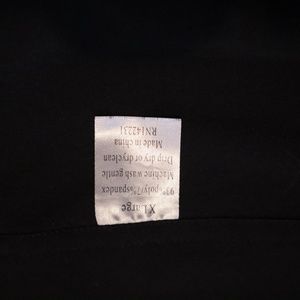 X Large
93% poly/7%spandex
Machine wash gentle
Drip dry or dryclean
Made in china
RN142231